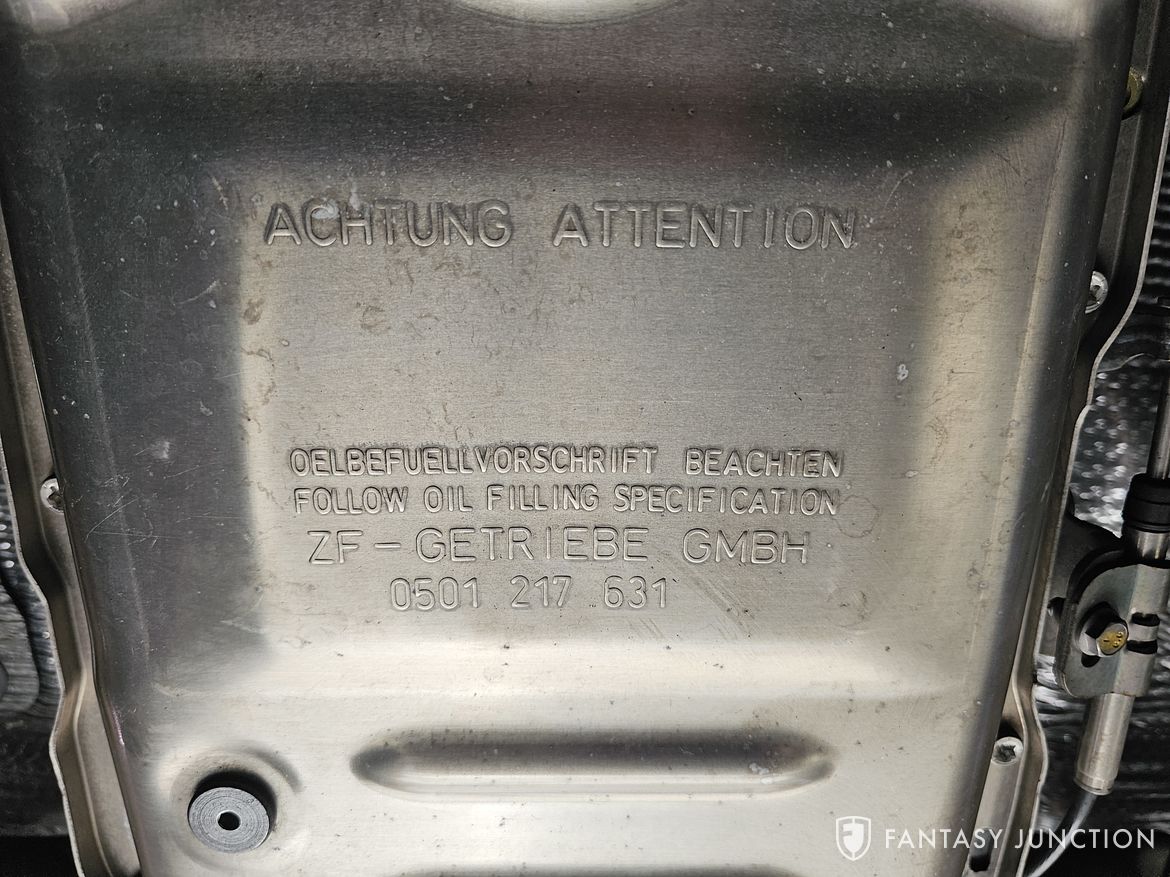 ACHTUNG ATTENTION
OELBEFUELLVORSCHRIFT BEACHTEN
FOLLOW OIL FILLING SPECIFICATION
ZF-GETRIEBE GMBH
0501 217 631
FANTASY JUNCTION